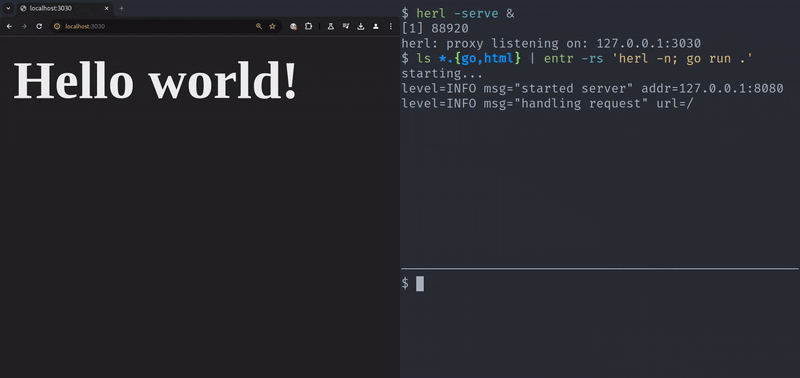 localhost:3030
localhost:3030
Hello world!
$ herl -serve &
[1] 88920
herl: proxy listening on: 127.0.0.1:3030
$ ls *.{go,html} | entr -rs 'herl -n; go run .'
starting...
level=INFO msg="started server" addr=127.0.0.1:8080
level=INFO msg="handling request" url=/
$